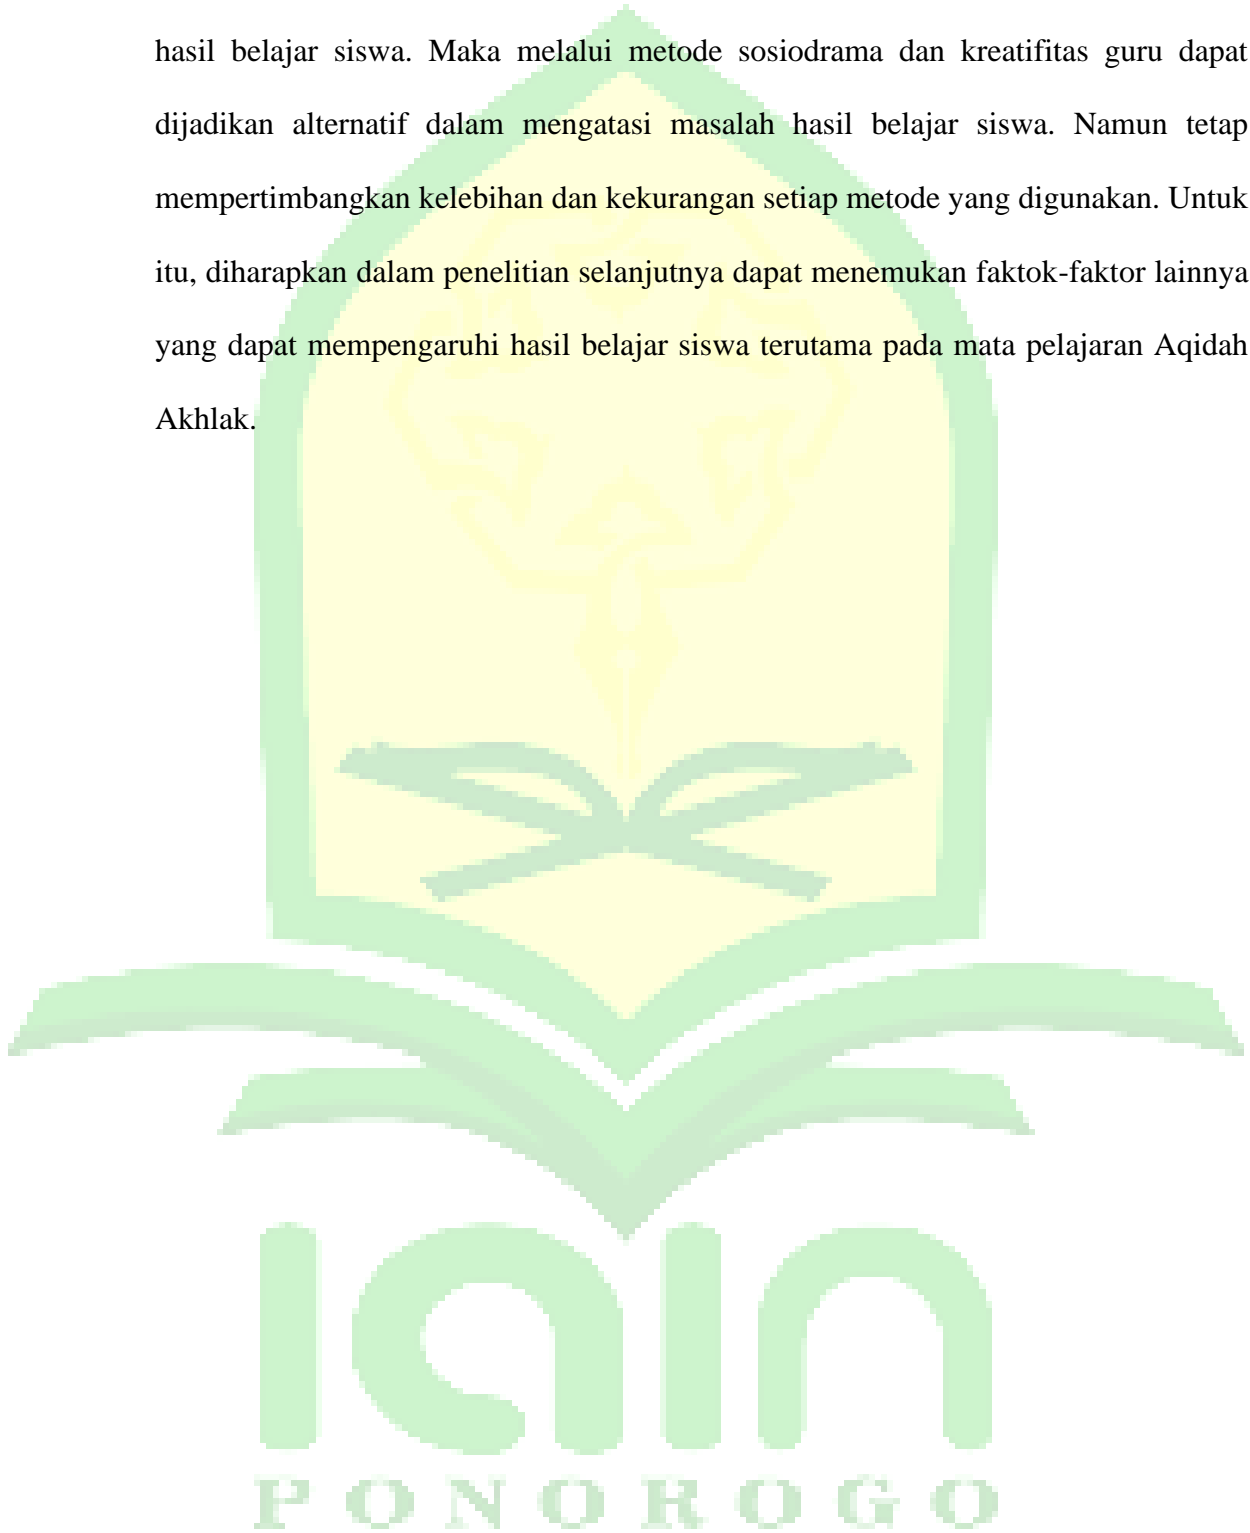 hasil belajar siswa. Maka melalui metode sosiodrama dan kreatifitas guru dapat
dijadikan alternatif dalam mengatasi masalah hasil belajar siswa. Namun tetap
mempertimbangkan kelebihan dan kekurangan setiap metode yang digunakan. Untuk
itu, diharapkan dalam penelitian selanjutnya dapat menemukan faktok-faktor lainnya
yang dapat mempengaruhi hasil belajar siswa terutama pada mata pelajaran Aqidah
Akhlak.
iain
PONOROGO